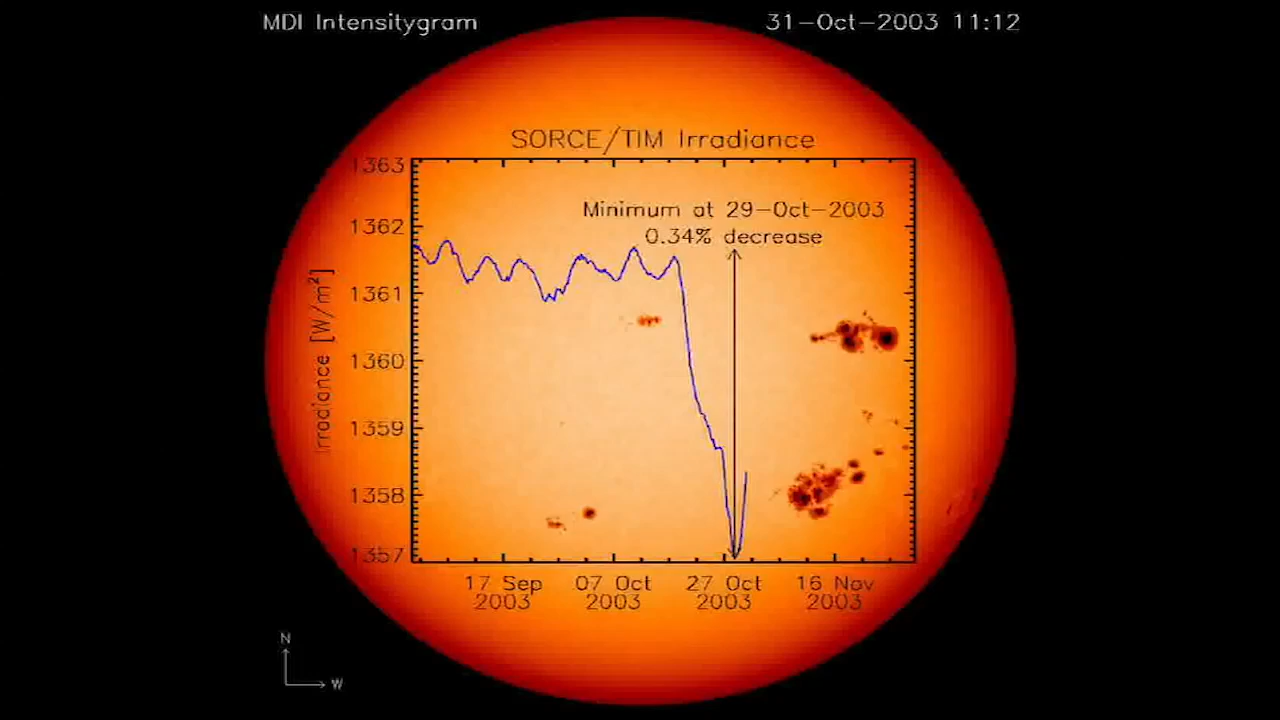 MDI Intensitygram
31-Oct-2003 11:12
SORCE/TIM Irradiance
Minimum at 29-Oct-2003
0.34% decrease
Irradiance [W/m²]
1363
1362
1361
1360
1359
1358
1357
17 Sep 07 Oct 27 Oct 16 Nov
2003 2003 2003 2003
N
W